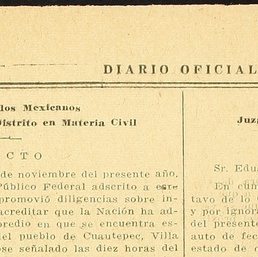 DIARIO OFICIAL
los Mexicanos
Distrito en Materia Civil
CTO
de noviembre del presente año,
Público Federal adscrito a este
promovió diligencias sobre in-
acreditar que la Nación ha ad-
en que se encuentra es-
el pueblo de Cuautepec, Villa
se señalado las diez horas del
Juz
Sr. Edu
En cum
tavo de lo
y por ignor
del presente
auto de fec
estado de